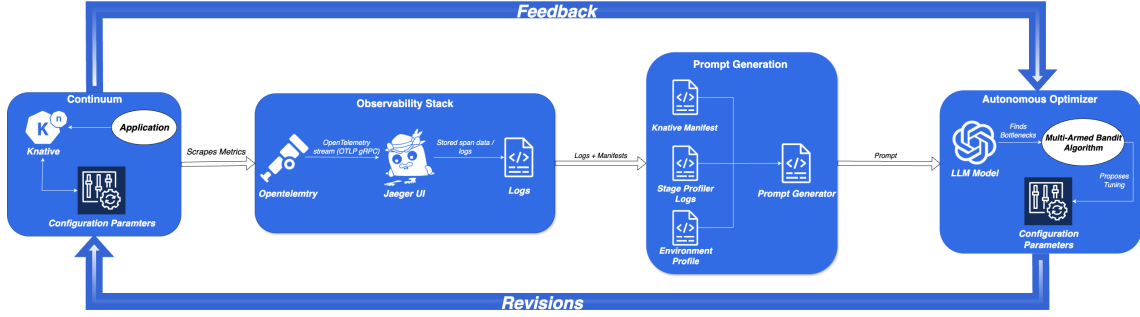 Feedback
Continuum
K
n
Knative
Application
Configuration Paramters
Scrapes Metrics
Observability Stack
OpenTelemetry
stream (OTLP gRPC)
Stored span data /
logs
Opentelemtry
Jaeger UI
Logs
Logs + Manifests
Prompt Generation
Knative Manifest
Stage Profiler
Logs
Environment
Profile
Prompt Generator
Prompt
Autonomous Optimizer
Finds
Bottlenecks
Multi-Armed Bandit
Algorithm
LLM Model
Proposes
Tuning
Configuration
Parameters
Revisions